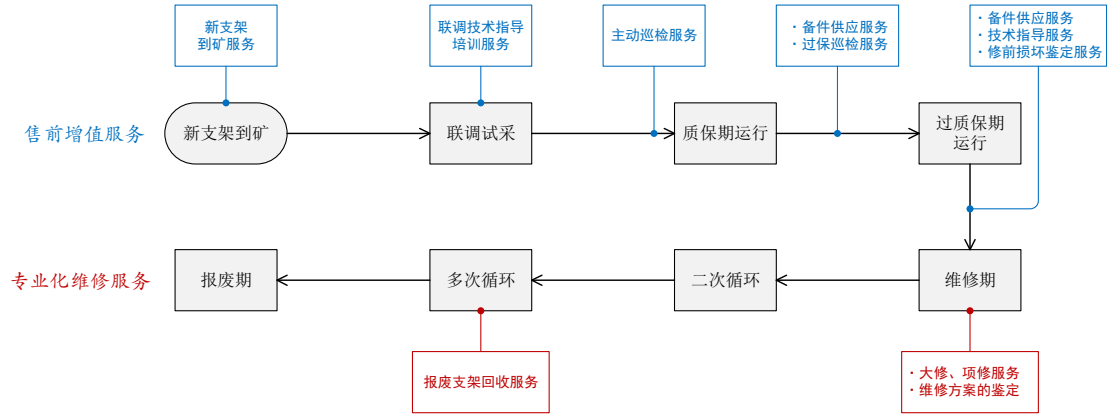 新支架
到矿服务
联调技术指导
培训服务
主动巡检服务
·备件供应服务
·过保巡检服务
·备件供应服务
·技术指导服务
·修前损坏鉴定服务
售前增值服务
新支架到矿
联调试采
质保期运行
过质保期
运行
专业化维修服务
报废期
多次循环
二次循环
维修期
报废支架回收服务
·大修、项修服务
·维修方案的鉴定